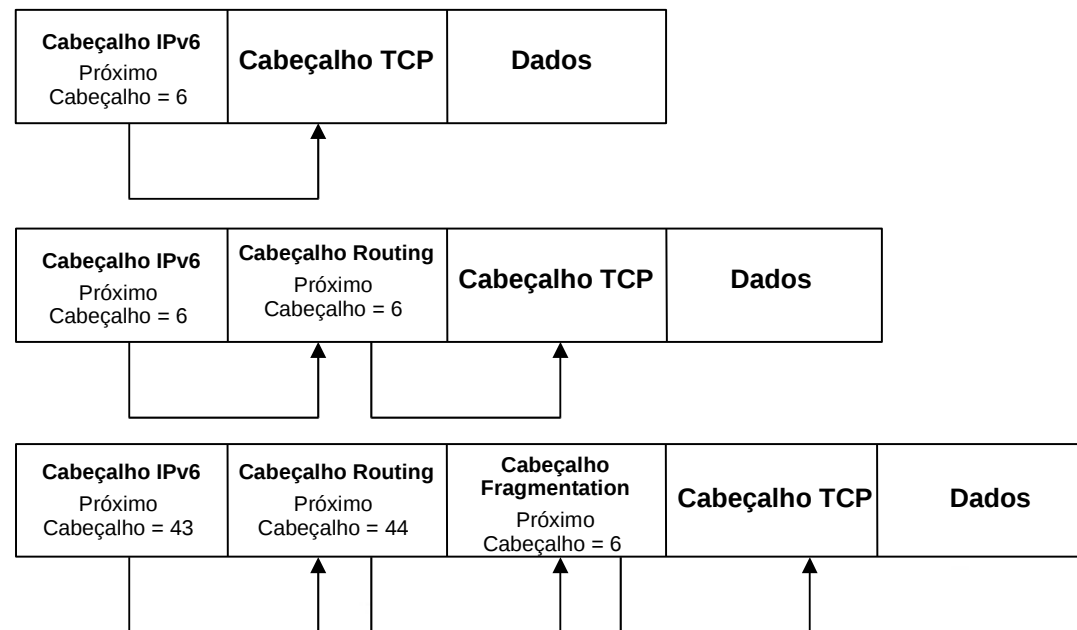 Cabeçalho IPv6
Próximo
Cabeçalho = 6
Cabeçalho TCP
Dados
Cabeçalho IPv6
Próximo
Cabeçalho = 6
Cabeçalho Routing
Próximo
Cabeçalho = 6
Cabeçalho TCP
Dados
Cabeçalho IPv6
Próximo
Cabeçalho = 43
Cabeçalho Routing
Próximo
Cabeçalho = 44
Cabeçalho
Fragmentation
Próximo
Cabeçalho = 6
Cabeçalho TCP
Dados